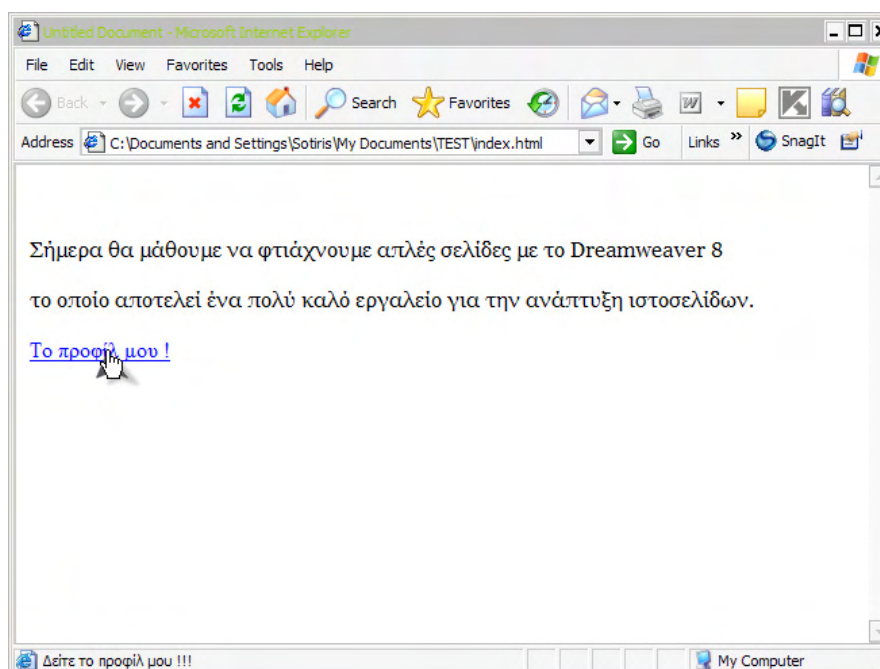 Untitled Document - Microsoft Internet Explorer
File Edit View Favorites Tools Help
Back Search Favorites
Address C:\Documents and Settings\Sotiris\My Documents\TEST\index.html Go Links » SnagIt
Σήμερα θα μάθουμε να φτιάχνουμε απλές σελίδες με το Dreamweaver 8
το οποίο αποτελεί ένα πολύ καλό εργαλείο για την ανάπτυξη ιστοσελίδων.
Το προφίλ μου !
Δείτε το προφίλ μου !!! My Computer